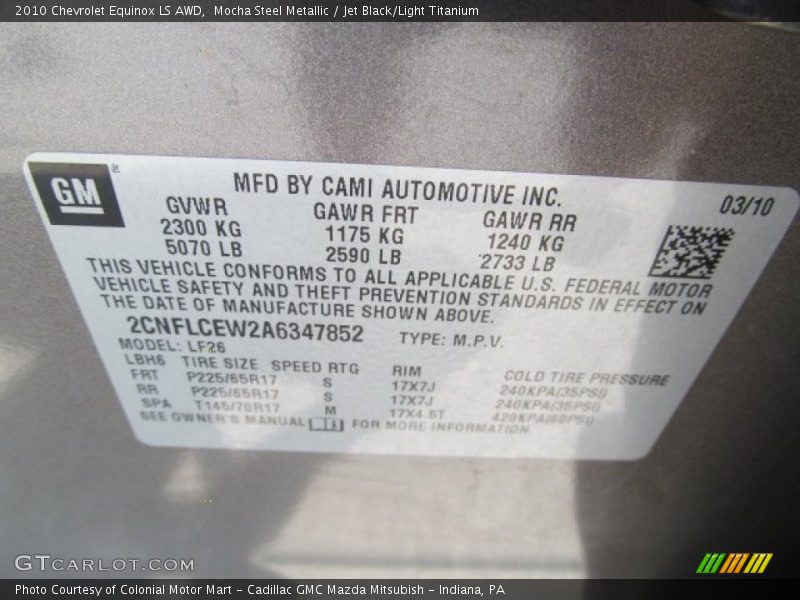 2010 Chevrolet Equinox LS AWD, Mocha Steel Metallic / Jet Black/Light Titanium
GM
MFD BY CAMI AUTOMOTIVE INC.
03/10
GVWR GAWR FRT GAWR RR
2300 KG 1175 KG 1240 KG
5070 LB 2590 LB 2733 LB
THIS VEHICLE CONFORMS TO ALL APPLICABLE U.S. FEDERAL MOTOR
VEHICLE SAFETY AND THEFT PREVENTION STANDARDS IN EFFECT ON
THE DATE OF MANUFACTURE SHOWN ABOVE.
2CNFLCEW2A6347852 TYPE: M.P.V.
MODEL: LF26
LBH6 TIRE SIZE SPEED RTG RIM COLD TIRE PRESSURE
FRT P225/65R17 S 17X7J 240KPA(35PSI)
RR P225/65R17 S 17X7J 240KPA(35PSI)
SPA T145/70R17 M 17X4.5T 420KPA(60PSI)
SEE OWNER'S MANUAL FOR MORE INFORMATION.
GTCARLOT.COM
Photo Courtesy of Colonial Motor Mart - Cadillac GMC Mazda Mitsubish - Indiana, PA